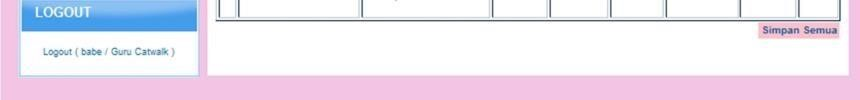 LOGOUT
Simpan Semua
Logout ( babe / Guru Catwalk )